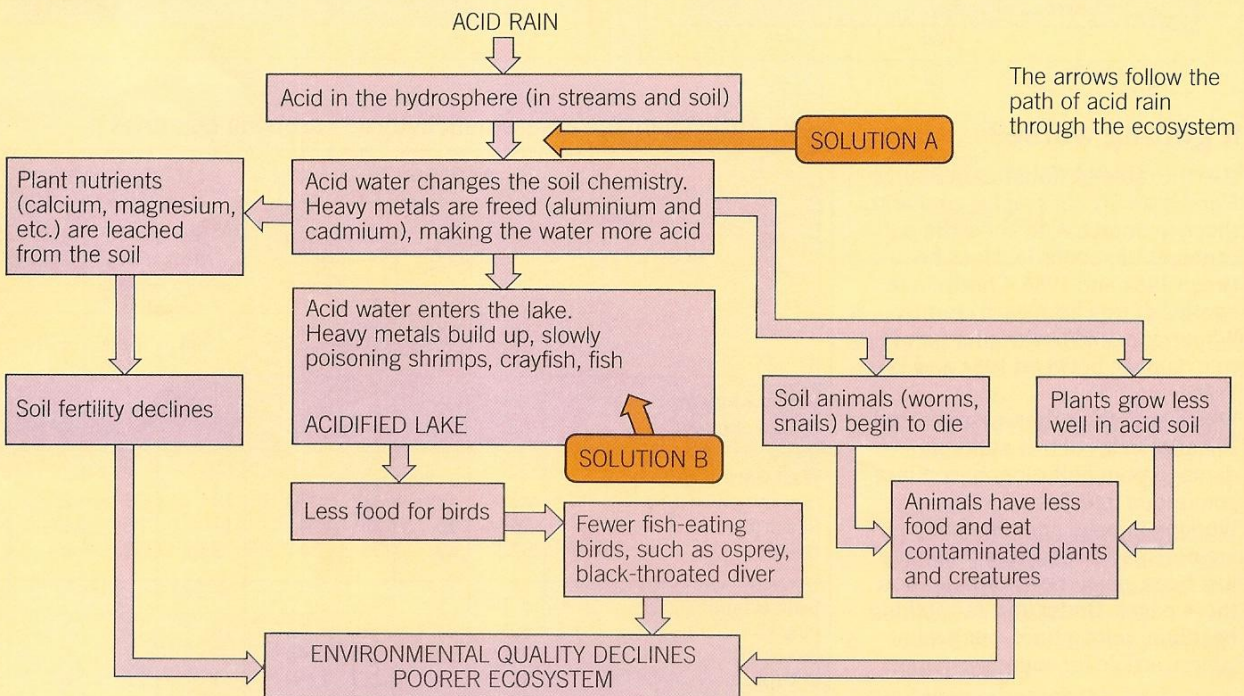 ACID RAIN
Acid in the hydrosphere (in streams and soil)
The arrows follow the
path of acid rain
through the ecosystem
SOLUTION A
Plant nutrients
(calcium, magnesium,
etc.) are leached
from the soil
Acid water changes the soil chemistry.
Heavy metals are freed (aluminium and
cadmium), making the water more acid
Acid water enters the lake.
Heavy metals build up, slowly
poisoning shrimps, crayfish, fish
ACIDIFIED LAKE
SOLUTION B
Soil fertility declines
Soil animals (worms,
snails) begin to die
Plants grow less
well in acid soil
Less food for birds
Fewer fish-eating
birds, such as osprey,
black-throated diver
Animals have less
food and eat
contaminated plants
and creatures
ENVIRONMENTAL QUALITY DECLINES
POORER ECOSYSTEM